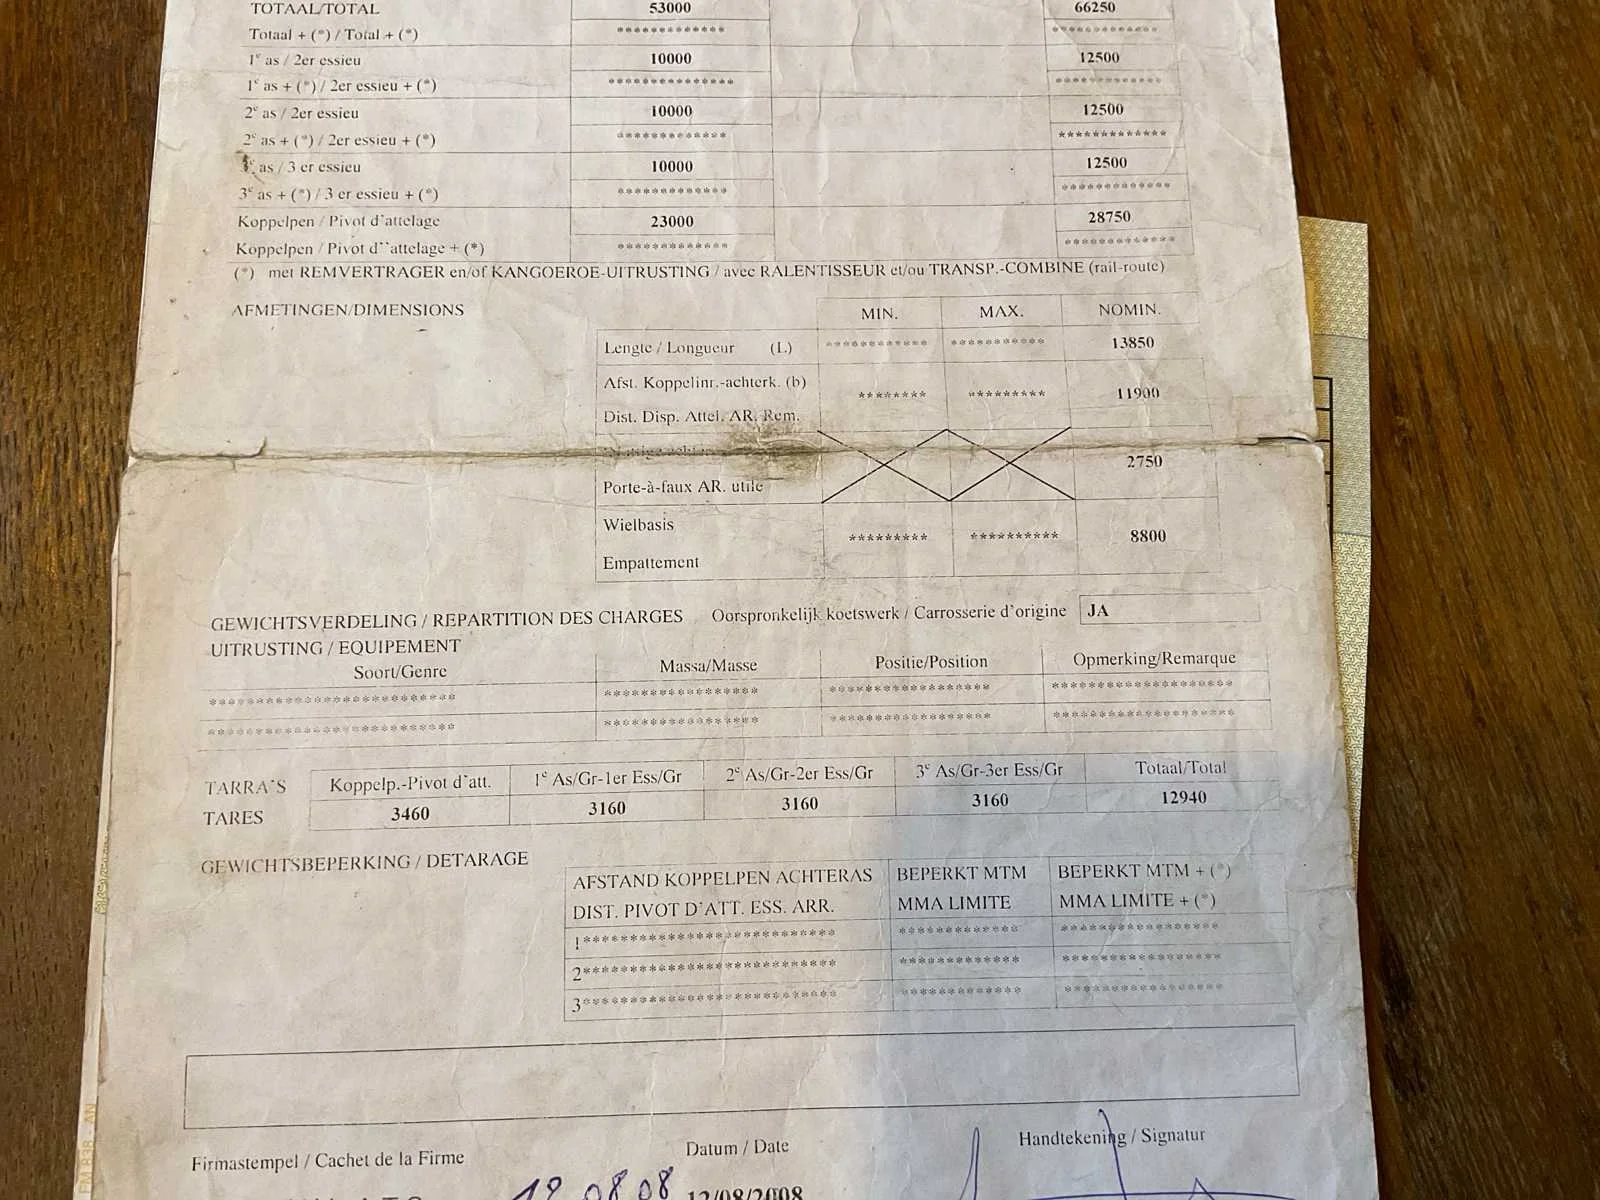 TOTAAL/TOTAL 53000 66250
Totaal + (*) / Total + (*) ************* *************
1e as / 2er essieu 10000 12500
1e as + (*) / 2er essieu + (*) *************** *************
2e as / 2er essieu 10000 12500
2e as + (*) / 2er essieu + (*) ************* *************
as / 3 er essieu 10000 12500
3e as + (*) / 3 er essieu + (*) ************* *************
Koppelpen / Pivot d'attelage 23000 28750
Koppelpen / Pivot d''attelage + (*) ************* *************
(*) met REMVERTRAGER en/of KANGOEROE-UITRUSTING / avec RALENTISSEUR et/ou TRANSP.-COMBINE (rail-route)
AFMETINGEN/DIMENSIONS MIN. MAX. NOMIN.
Lengte / Longueur (L) ************ *********** 13850
Afst. Koppelinr.-achterk. (b) ******** ********* 11900
Dist. Disp. Attel. AR. Rem.
2750
Porte-à-faux AR. utile
Wielbasis ********* ********** 8800
Empattement
GEWICHTSVERDELING / REPARTITION DES CHARGES Oorspronkelijk koetswerk / Carrosserie d'origine JA
UITRUSTING / EQUIPEMENT
Soort/Genre Massa/Masse Positie/Position Opmerking/Remarque
************************** ***************** ****************** ********************
************************** ***************** ****************** ********************
TARRA'S Koppelp.-Pivot d'att. 1e As/Gr-1er Ess/Gr 2e As/Gr-2er Ess/Gr 3e As/Gr-3er Ess/Gr Totaal/Total
TARES 3460 3160 3160 3160 12940
GEWICHTSBEPERKING / DETARAGE
AFSTAND KOPPELPEN ACHTERAS BEPERKT MTM BEPERKT MTM + (*)
DIST. PIVOT D'ATT. ESS. ARR. MMA LIMITE MMA LIMITE + (*)
1*************************** ************* *****************
2*************************** ************* *****************
3*************************** ************* *****************
Firmastempel / Cachet de la Firme Datum / Date Handtekening / Signatur
12/08/2008